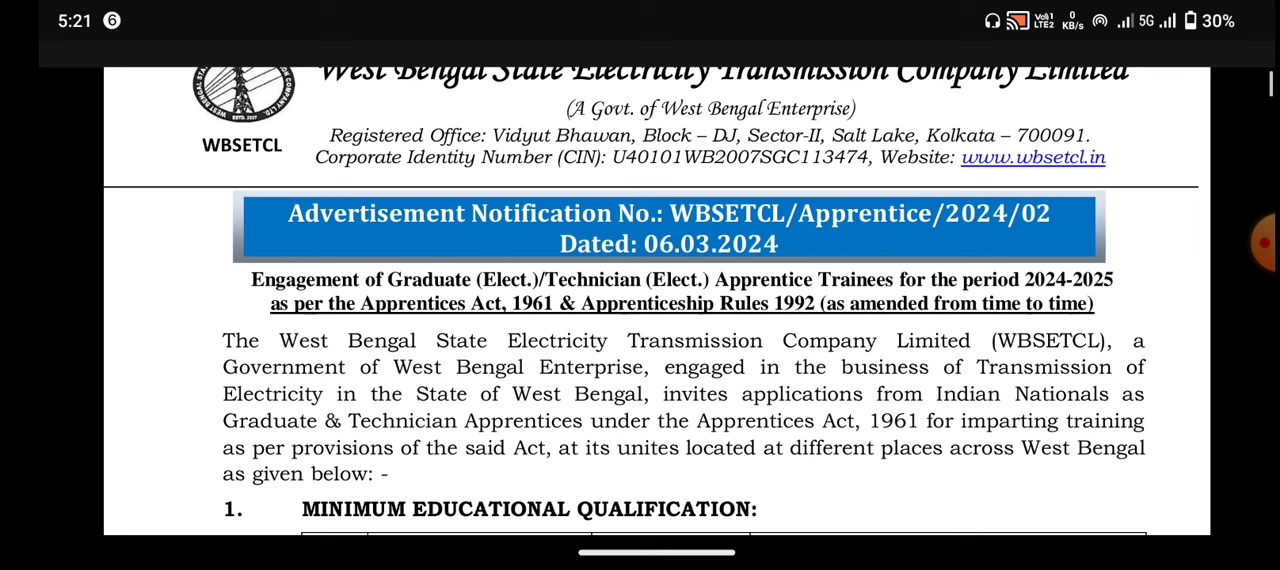 5:21 6 Vo)) 1 LTE2 0 KB/s 5G 30%
West Bengal State Electricity Transmission Company Limited
(A Govt. of West Bengal Enterprise)
Registered Office: Vidyut Bhawan, Block – DJ, Sector-II, Salt Lake, Kolkata – 700091.
WBSETCL
Corporate Identity Number (CIN): U40101WB2007SGC113474, Website: www.wbsetcl.in
Advertisement Notification No.: WBSETCL/Apprentice/2024/02
Dated: 06.03.2024
Engagement of Graduate (Elect.)/Technician (Elect.) Apprentice Trainees for the period 2024-2025
as per the Apprentices Act, 1961 & Apprenticeship Rules 1992 (as amended from time to time)
The West Bengal State Electricity Transmission Company Limited (WBSETCL), a
Government of West Bengal Enterprise, engaged in the business of Transmission of
Electricity in the State of West Bengal, invites applications from Indian Nationals as
Graduate & Technician Apprentices under the Apprentices Act, 1961 for imparting training
as per provisions of the said Act, at its unites located at different places across West Bengal
as given below: -
1. MINIMUM EDUCATIONAL QUALIFICATION: